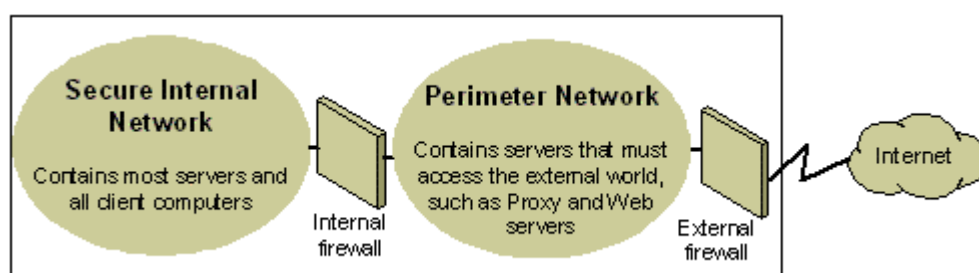 Secure Internal
Network
Contains most servers and
all client computers
Internal
firewall
Perimeter Network
Contains servers that must
access the external world,
such as Proxy and Web
servers
External
firewall
Internet